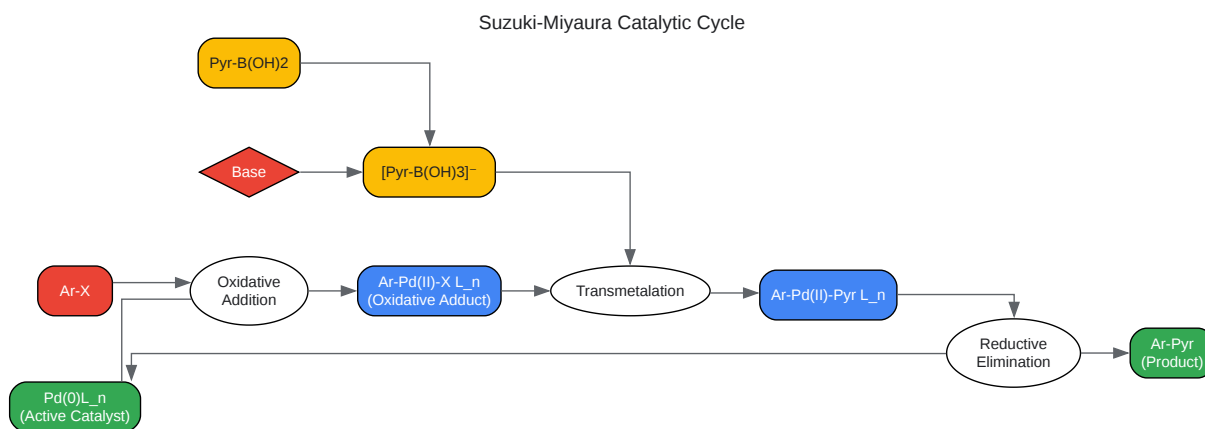 Suzuki-Miyaura Catalytic Cycle
Pyr-B(OH)2
Base
[Pyr-B(OH)3]⁻
Ar-X
Oxidative
Addition
Ar-Pd(II)-X L_n
(Oxidative Adduct)
Transmetalation
Ar-Pd(II)-Pyr L_n
Reductive
Elimination
Ar-Pyr
(Product)
Pd(0)L_n
(Active Catalyst)